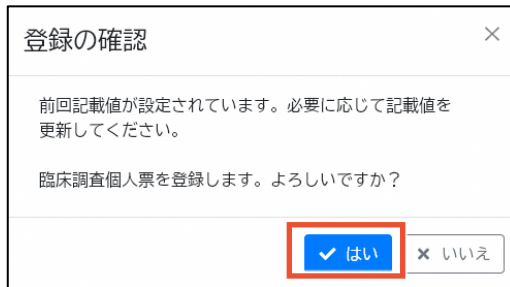 登録の確認
前回記載値が設定されています。必要に応じて記載値を
更新してください。
臨床調査個人票を登録します。よろしいですか？
はい
いいえ